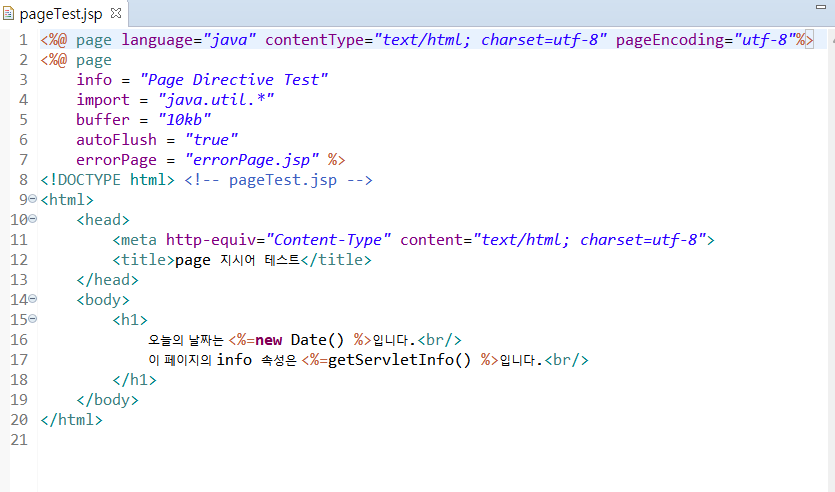 pageTest.jsp
1 <%@ page language="java" contentType="text/html; charset=utf-8" pageEncoding="utf-8"%>
2 <%@ page
3     info = "Page Directive Test"
4     import = "java.util.*"
5     buffer = "10kb"
6     autoFlush = "true"
7     errorPage = "errorPage.jsp" %>
8 <!DOCTYPE html> <!-- pageTest.jsp -->
9 <html>
10     <head>
11         <meta http-equiv="Content-Type" content="text/html; charset=utf-8">
12         <title>page 지시어 테스트</title>
13     </head>
14     <body>
15         <h1>
16             오늘의 날짜는 <%=new Date() %>입니다.<br/>
17             이 페이지의 info 속성은 <%=getServletInfo() %>입니다.<br/>
18         </h1>
19     </body>
20 </html>
21